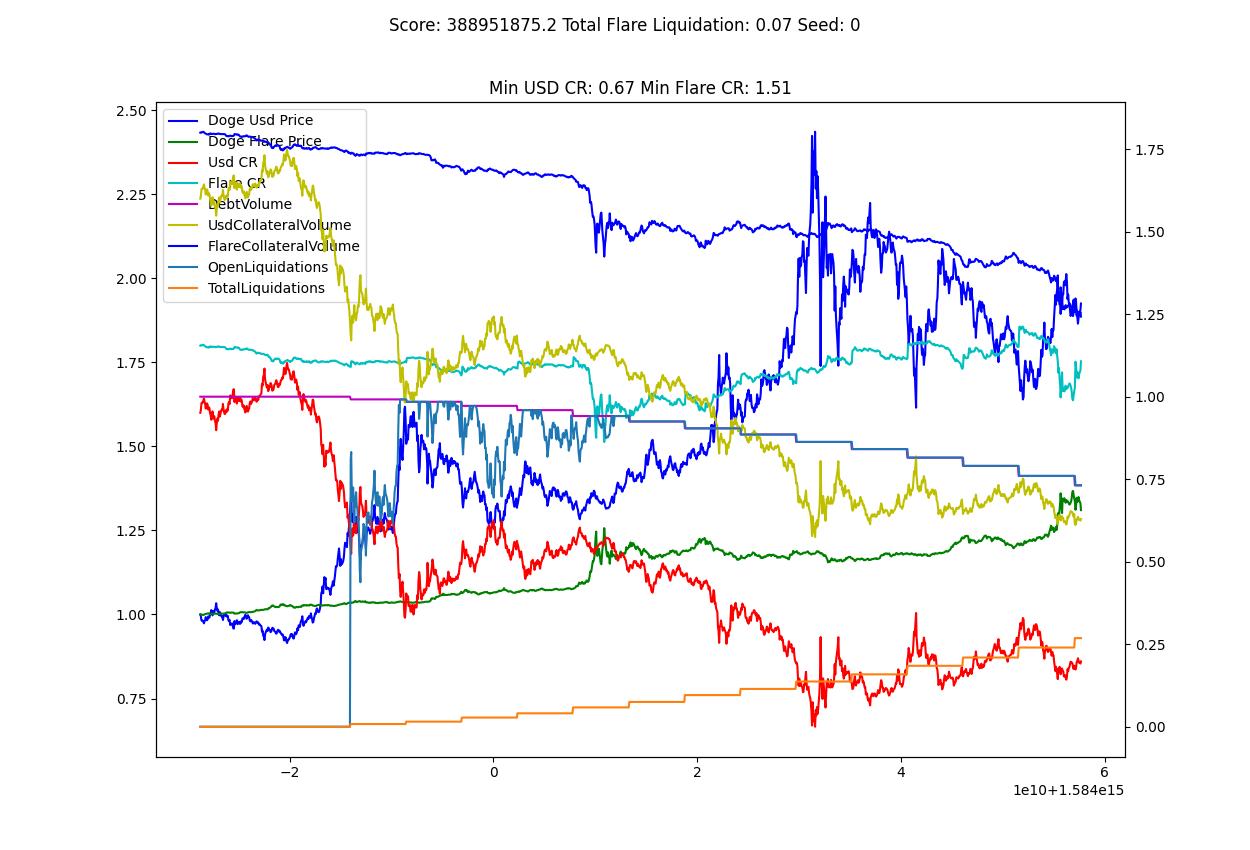 Score: 388951875.2 Total Flare Liquidation: 0.07 Seed: 0
Min USD CR: 0.67 Min Flare CR: 1.51
Doge Usd Price
Doge Flare Price
Usd CR
Flare CR
DebtVolume
UsdCollateralVolume
FlareCollateralVolume
OpenLiquidations
TotalLiquidations
2.50
2.25
2.00
1.75
1.50
1.25
1.00
0.75
1.75
1.50
1.25
1.00
0.75
0.50
0.25
0.00
−2 0 2 4 6
1e10+1.584e15